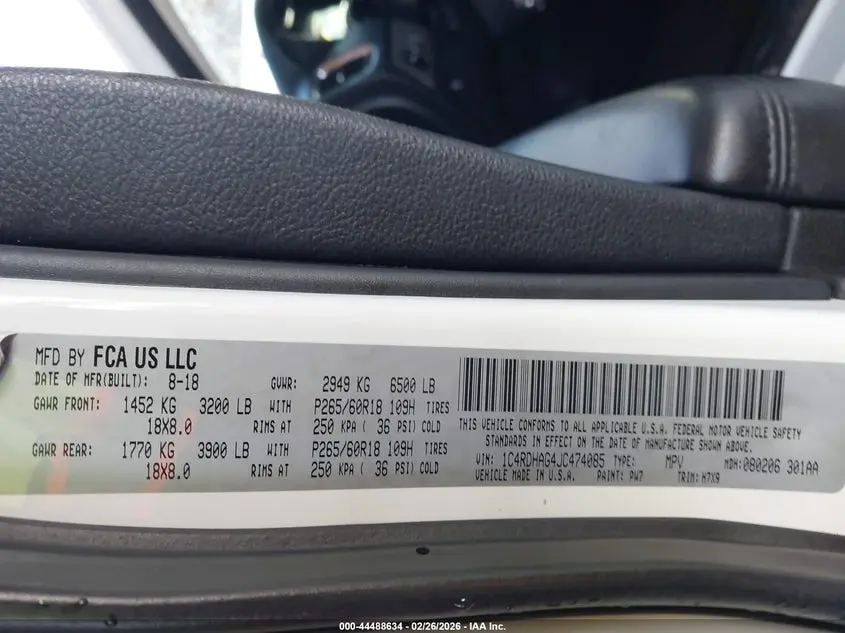 MFD BY FCA US LLC
DATE OF MFR(BUILT): 8-18 GVWR: 2949 KG 6500 LB
GAWR FRONT: 1452 KG 3200 LB WITH P265/60R18 109H TIRES
18X8.0 RIMS AT 250 KPA ( 36 PSI) COLD
GAWR REAR: 1770 KG 3900 LB WITH P265/60R18 109H TIRES
18X8.0 RIMS AT 250 KPA ( 36 PSI) COLD
THIS VEHICLE CONFORMS TO ALL APPLICABLE U.S.A. FEDERAL MOTOR VEHICLE SAFETY
STANDARDS IN EFFECT ON THE DATE OF MANUFACTURE SHOWN ABOVE.
VIN: 1C4RDHAG4JC474085 TYPE: MPV MDH:080206 301AA
VEHICLE MADE IN U.S.A. PAINT: PW7 TRIM: H7X9
000-44488634 - 02/26/2026 - IAA Inc.